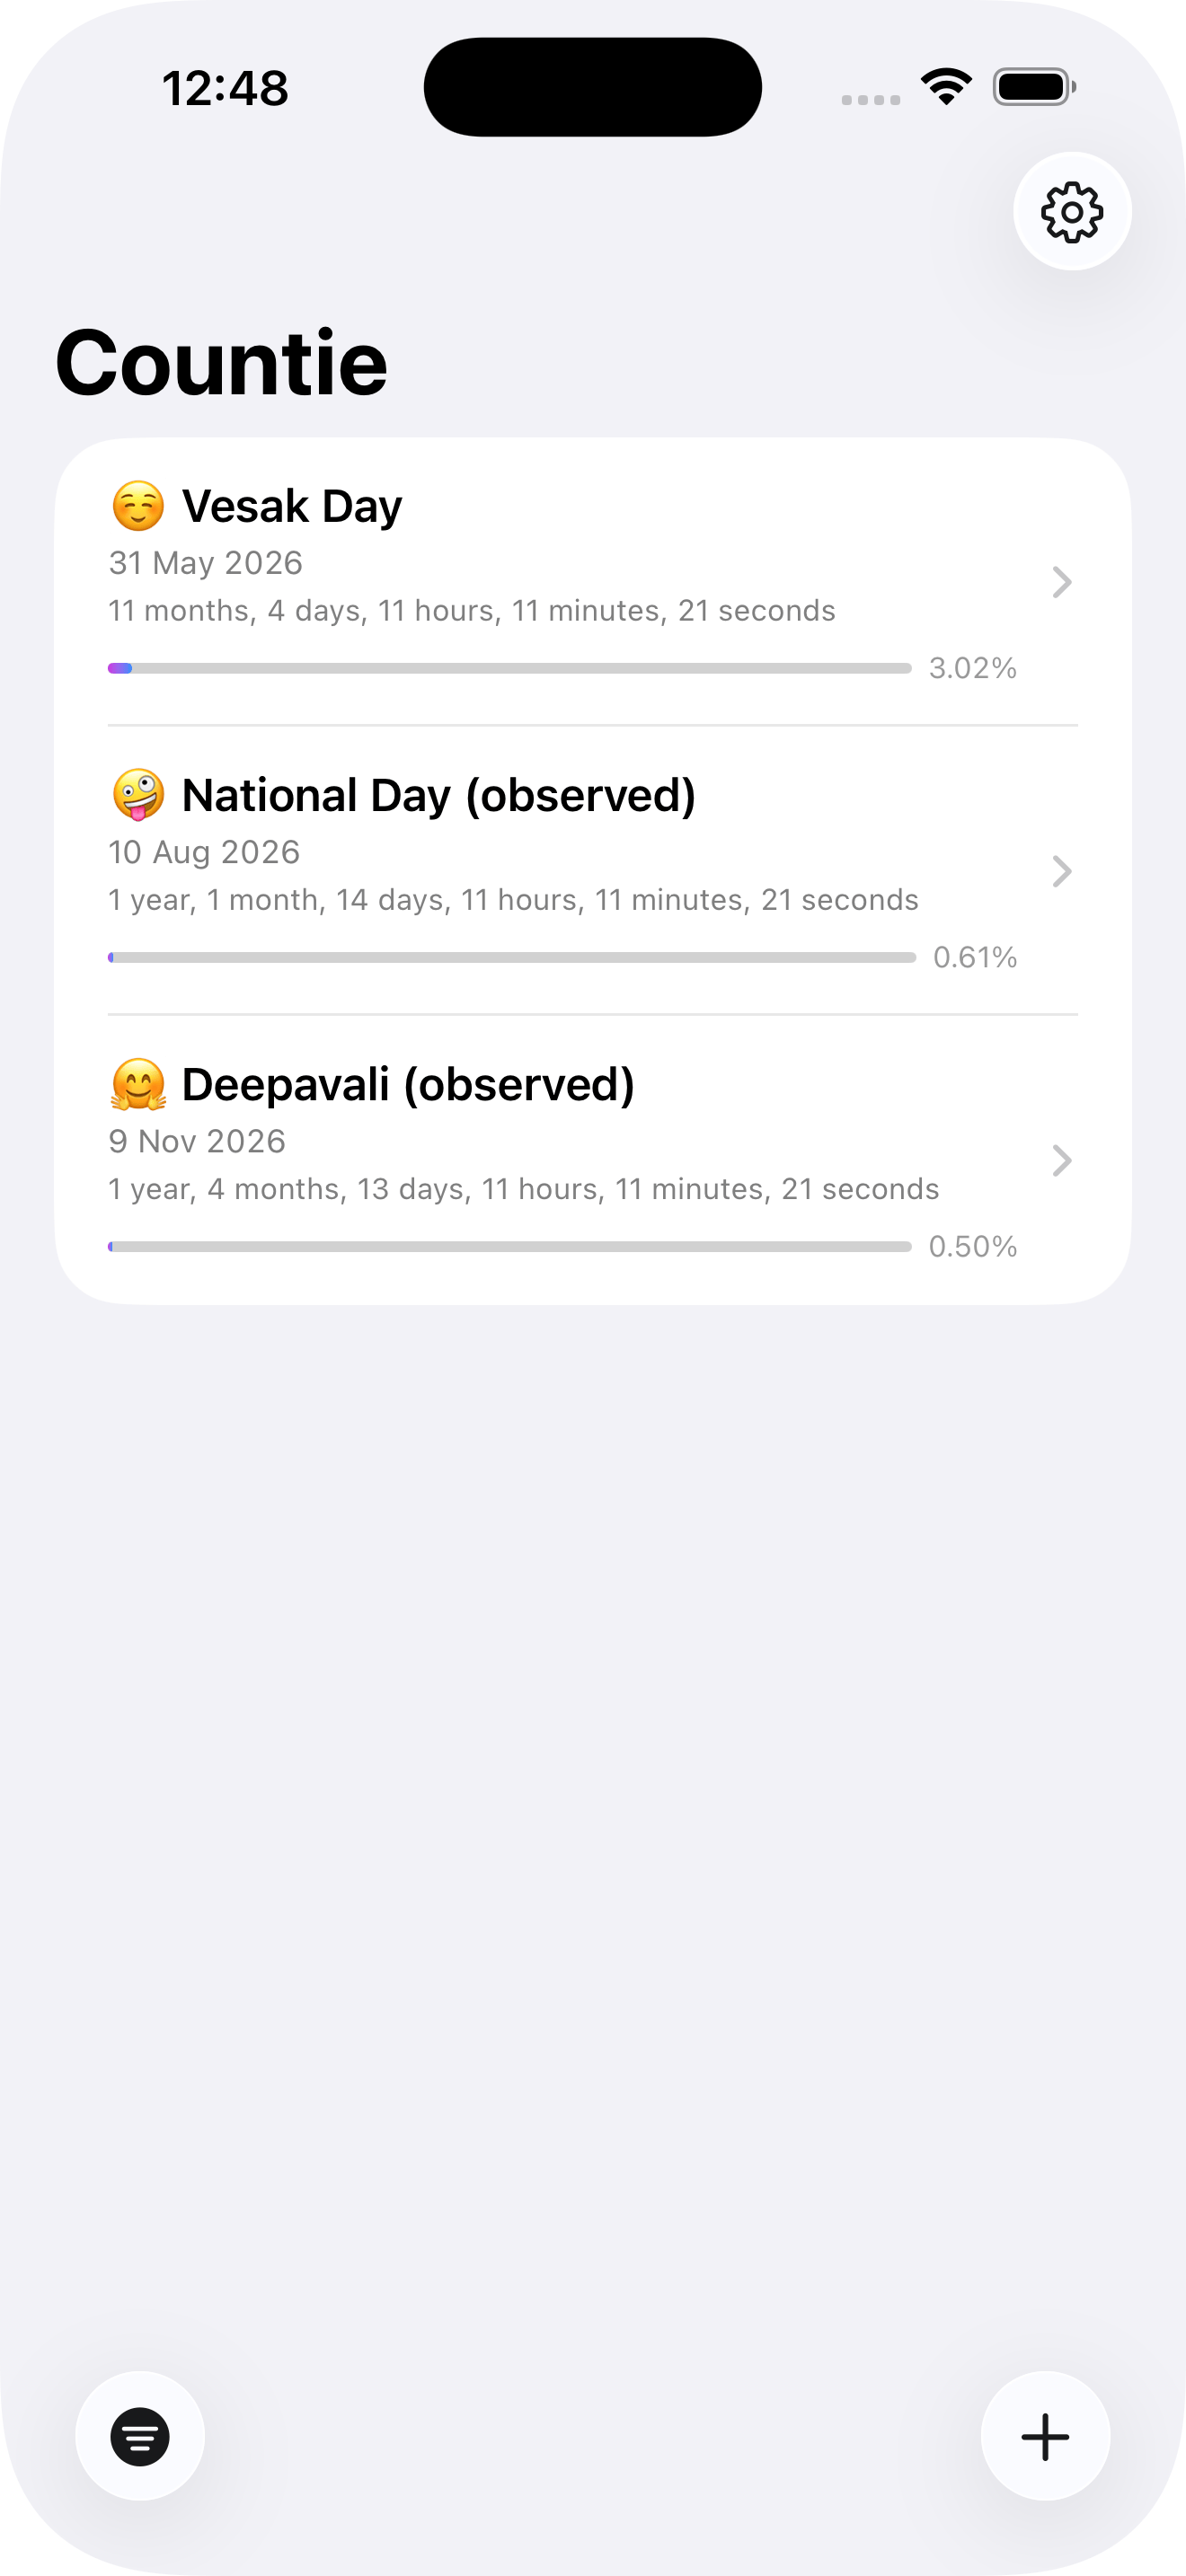 12:48
Countie
☺️ Vesak Day
31 May 2026
11 months, 4 days, 11 hours, 11 minutes, 21 seconds
3.02%
🤪 National Day (observed)
10 Aug 2026
1 year, 1 month, 14 days, 11 hours, 11 minutes, 21 seconds
0.61%
🤗 Deepavali (observed)
9 Nov 2026
1 year, 4 months, 13 days, 11 hours, 11 minutes, 21 seconds
0.50%